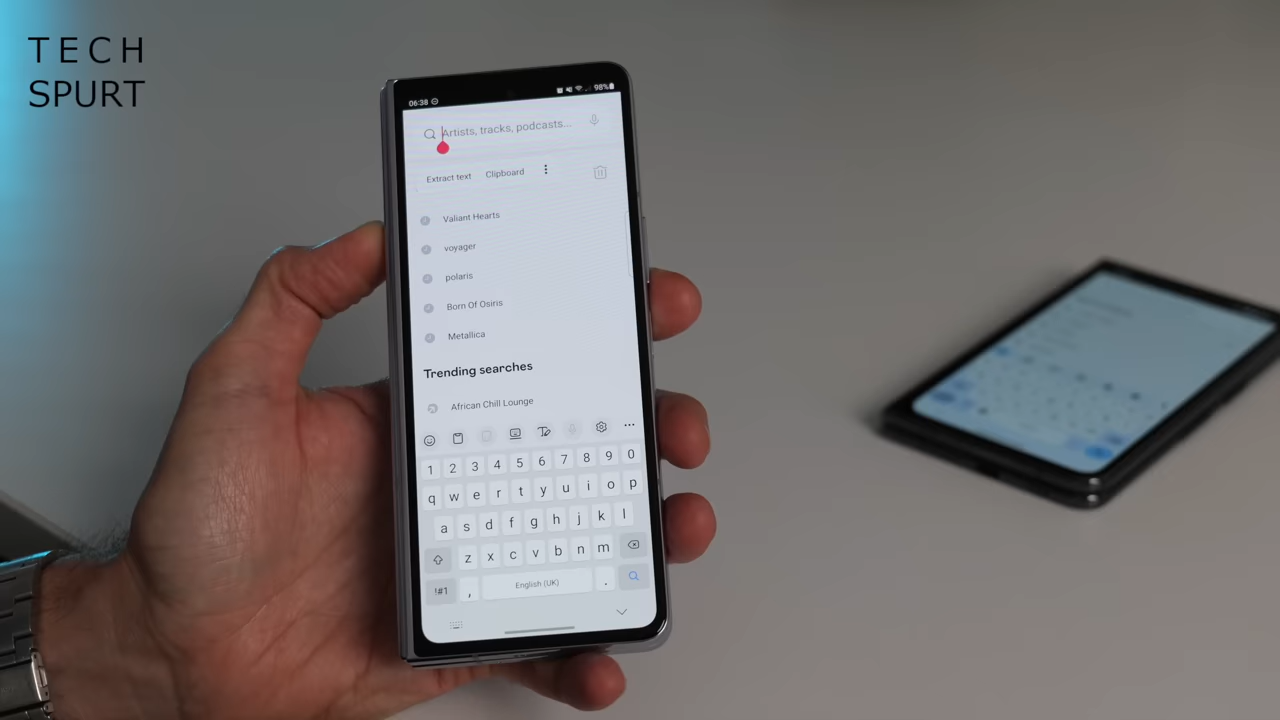 TECH
SPURT
06:38
98%
Artists, tracks, podcasts...
Extract text Clipboard
Valiant Hearts
voyager
polaris
Born Of Osiris
Metallica
Trending searches
African Chill Lounge
1 2 3 4 5 6 7 8 9 0
q w e r t y u i o p
a s d f g h j k l
z x c v b n m
!#1 , English (UK) .